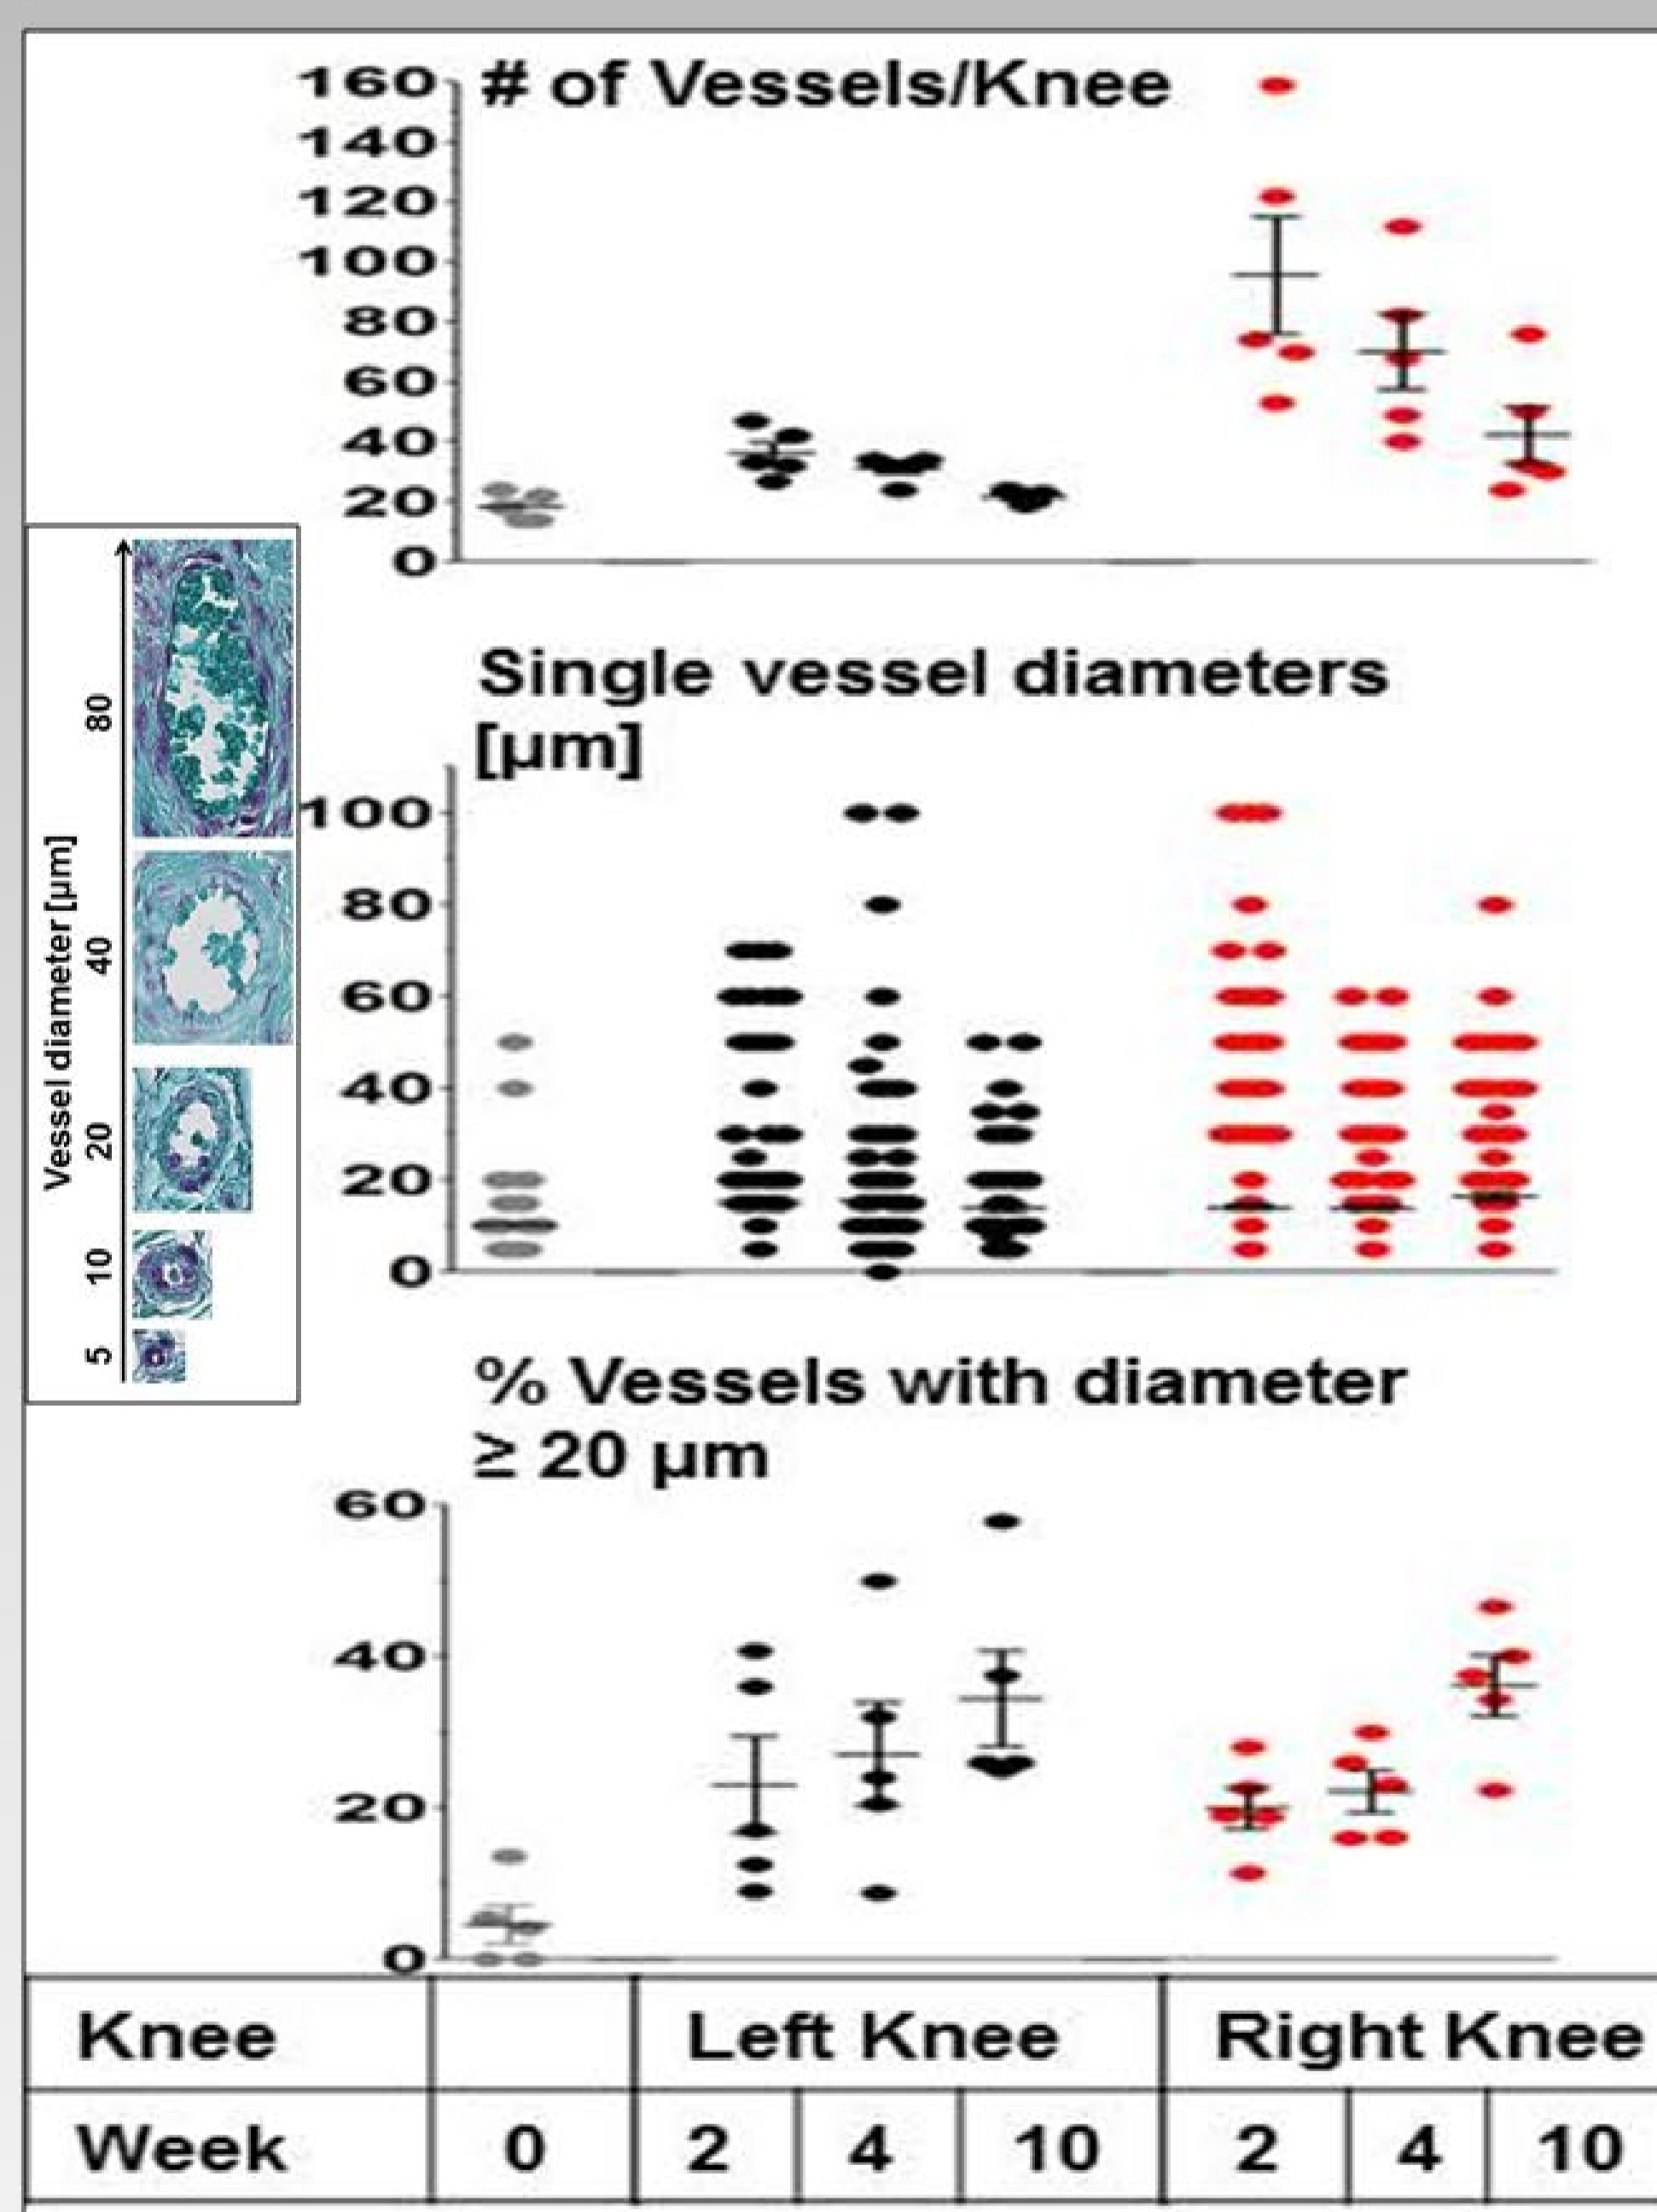 # of Vessels/Knee
160
140
120
100
80
60
40
20
0
Vessel diameter [µm]
5 10 20 40 80
Single vessel diameters
[µm]
100
80
60
40
20
0
% Vessels with diameter
≥ 20 µm
60
40
20
0
Knee Left Knee Right Knee
Week 0 2 4 10 2 4 10